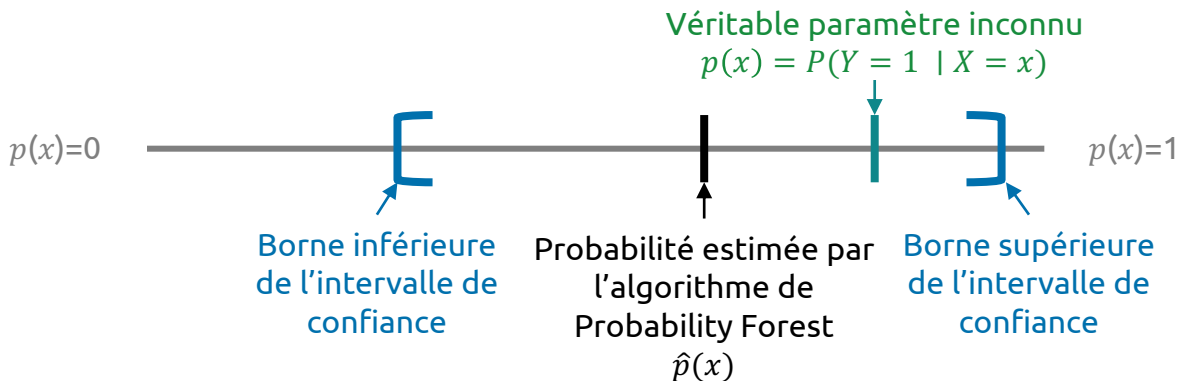 Véritable paramètre inconnu
p(x) = P(Y = 1 | X = x)
p(x)=0
p(x)=1
Borne inférieure
de l'intervalle de
confiance
Probabilité estimée par
l'algorithme de
Probability Forest
p̂(x)
Borne supérieure
de l'intervalle de
confiance